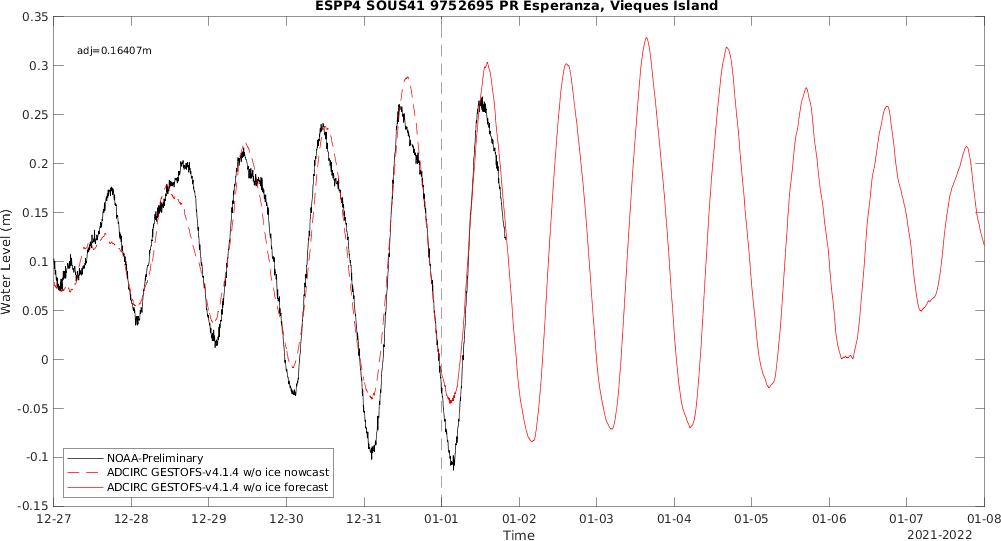 ESPP4 SOUS41 9752695 PR Esperanza, Vieques Island
adj=0.16407m
0.35
0.3
0.25
0.2
0.15
0.1
0.05
0
-0.05
-0.1
-0.15
Water Level (m)
NOAA-Preliminary
ADCIRC GESTOFS-v4.1.4 w/o ice nowcast
ADCIRC GESTOFS-v4.1.4 w/o ice forecast
12-27 12-28 12-29 12-30 12-31 01-01 01-02 01-03 01-04 01-05 01-06 01-07 01-08
Time
2021-2022